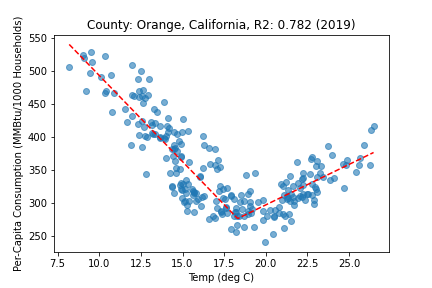 County: Orange, California, R2: 0.782 (2019)
Per-Capita Consumption (MMBtu/1000 Households)
550
500
450
400
350
300
250
7.5 10.0 12.5 15.0 17.5 20.0 22.5 25.0
Temp (deg C)